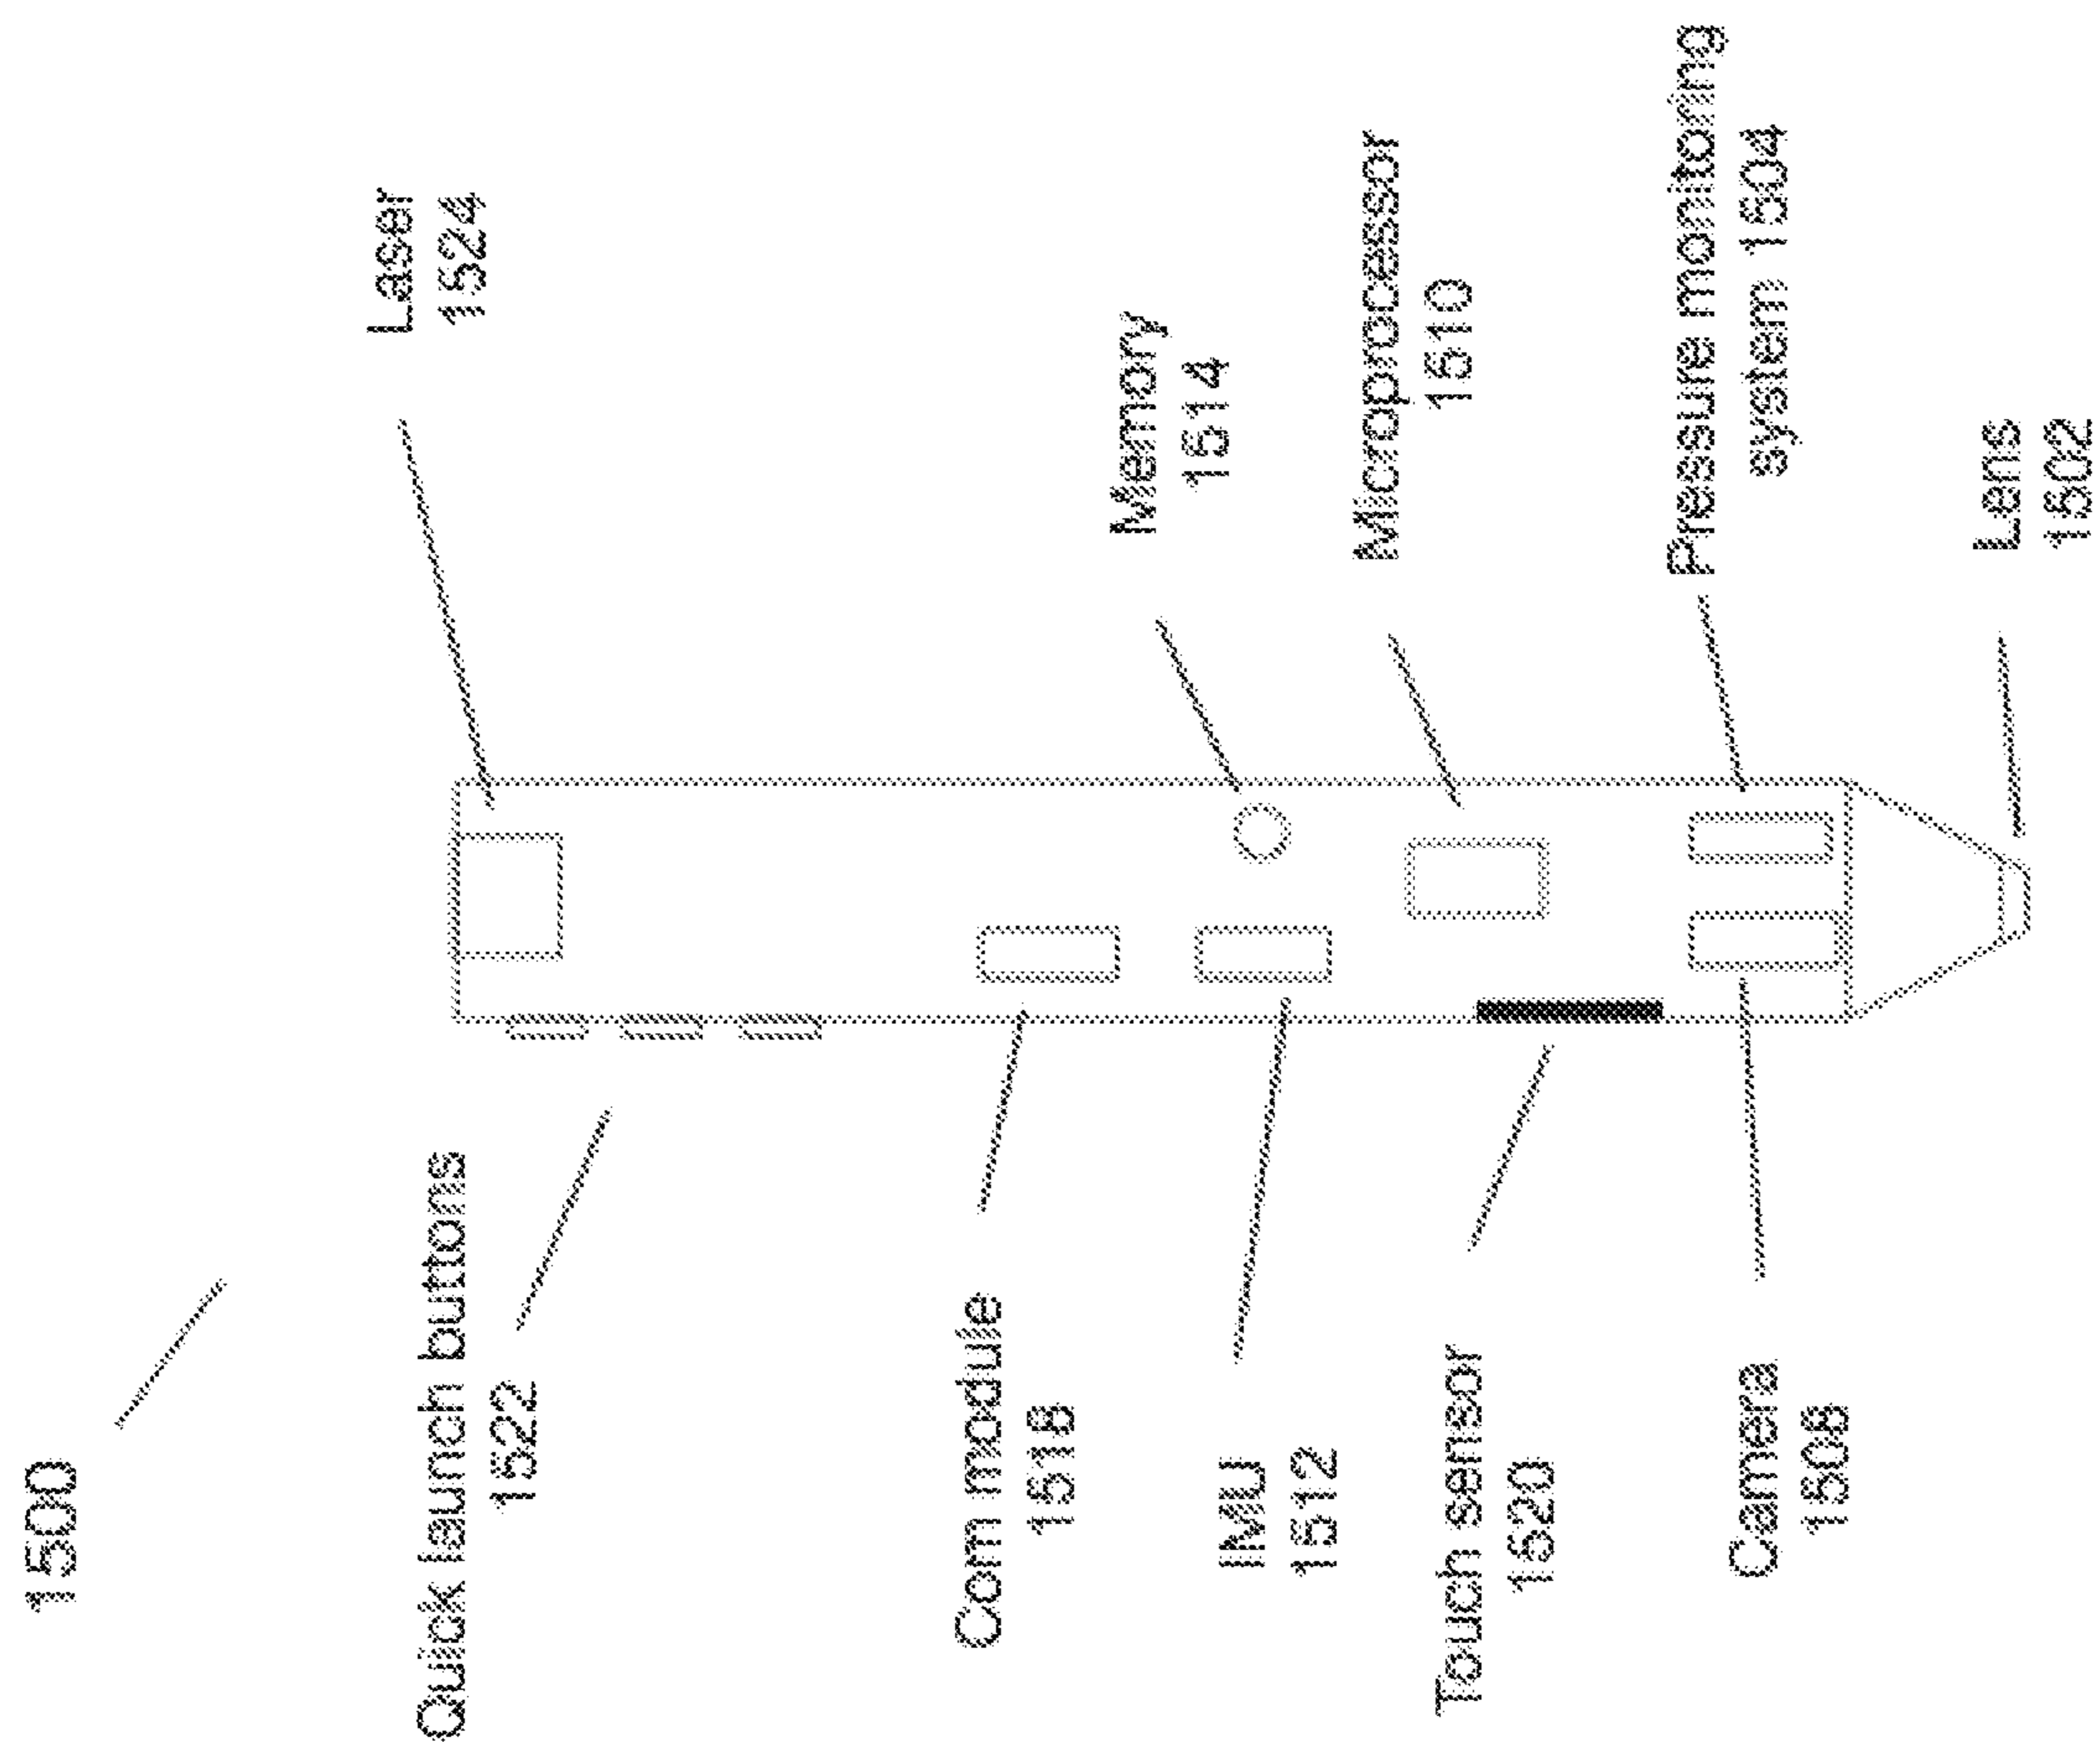 1500
Quick launch buttons
1522
Laser
1524
Com module
1518
Memory
1514
IMU
1512
Microprocessor
1510
Touch sensor
1520
Pressure monitoring
system 1504
Camera
1508
Lens
1502